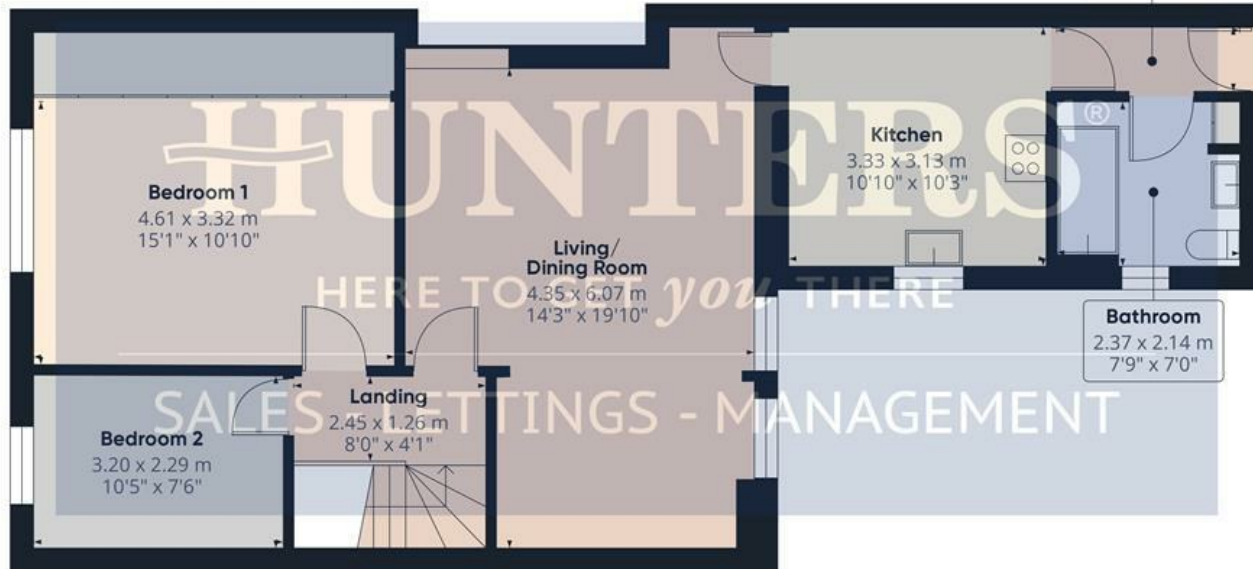 HUNTERS®
HERE TO GET you THERE
SALES - LETTINGS - MANAGEMENT
Bedroom 1
4.61 x 3.32 m
15'1" x 10'10"
Living/
Dining Room
4.35 x 6.07 m
14'3" x 19'10"
Kitchen
3.33 x 3.13 m
10'10" x 10'3"
Bathroom
2.37 x 2.14 m
7'9" x 7'0"
Landing
2.45 x 1.26 m
8'0" x 4'1"
Bedroom 2
3.20 x 2.29 m
10'5" x 7'6"